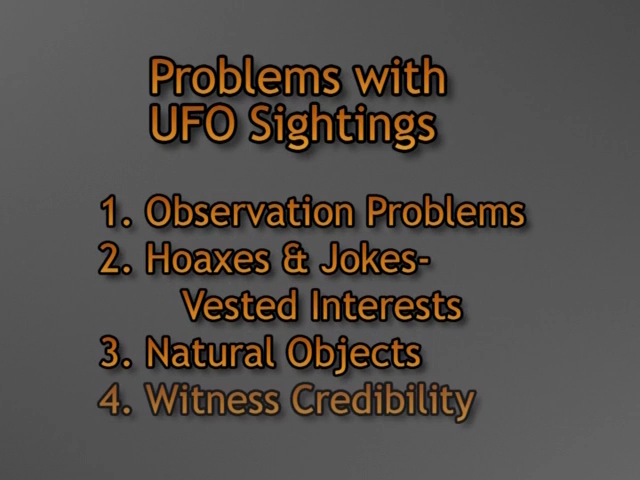 Problems with
UFO Sightings
1. Observation Problems
2. Hoaxes & Jokes-
Vested Interests
3. Natural Objects
4. Witness Credibility